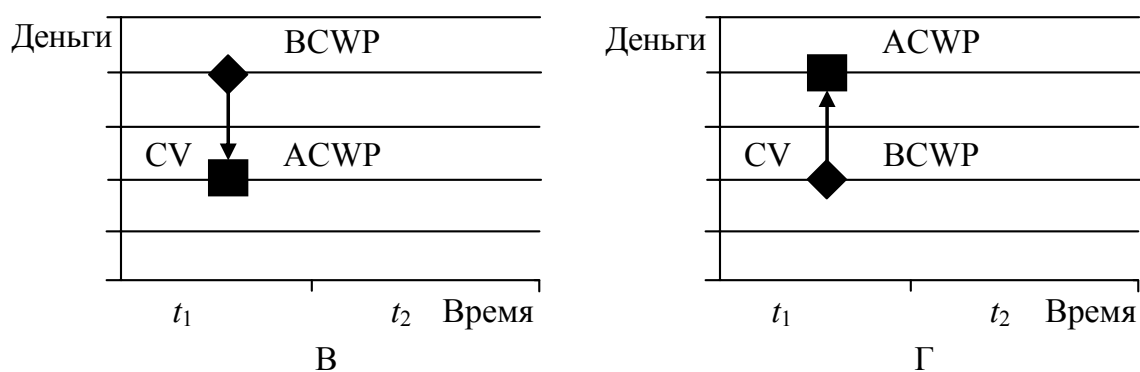 Деньги
BCWP
CV
ACWP
t1
t2
Время
В
Деньги
ACWP
CV
BCWP
t1
t2
Время
Г